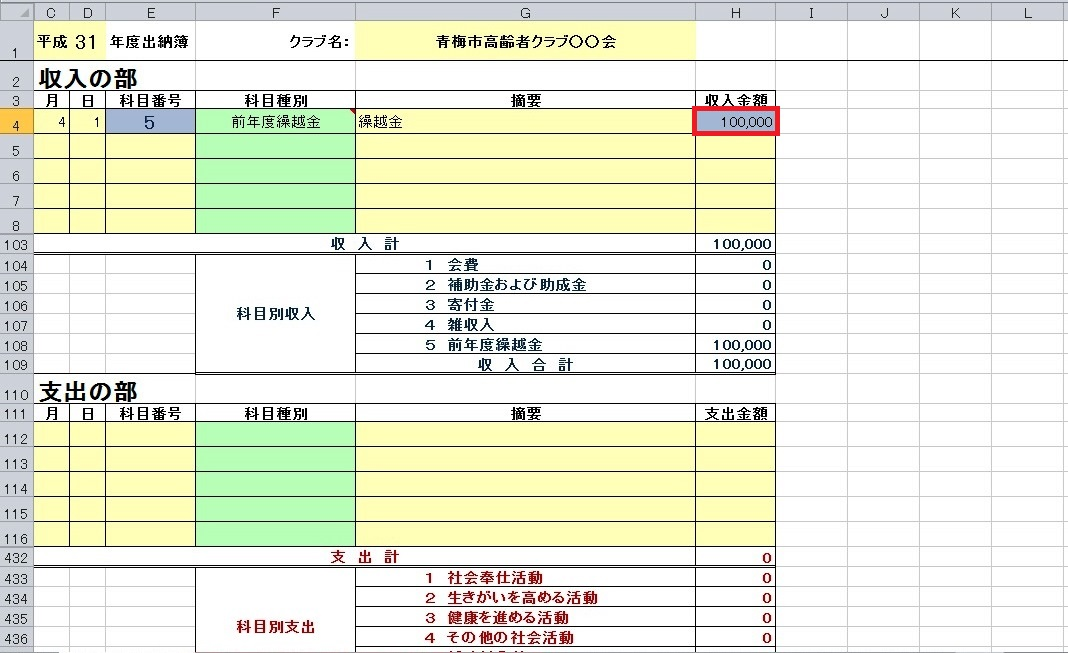 C D E F G H I J K L
1 平成 31 年度出納簿 クラブ名: 青梅市高齢者クラブ〇〇会
2 収入の部
3 月 日 科目番号 科目種別 摘要 収入金額
4 4 1 5 前年度繰越金 繰越金 100,000
5
6
7
8
103 収 入 計 100,000
104 1 会費 0
105 2 補助金および助成金 0
106 科目別収入 3 寄付金 0
107 4 雑収入 0
108 5 前年度繰越金 100,000
109 収 入 合 計 100,000
110 支出の部
111 月 日 科目番号 科目種別 摘要 支出金額
112
113
114
115
116
432 支 出 計 0
433 1 社会奉仕活動 0
434 2 生きがいを高める活動 0
435 科目別支出 3 健康を進める活動 0
436 4 その他の社会活動 0